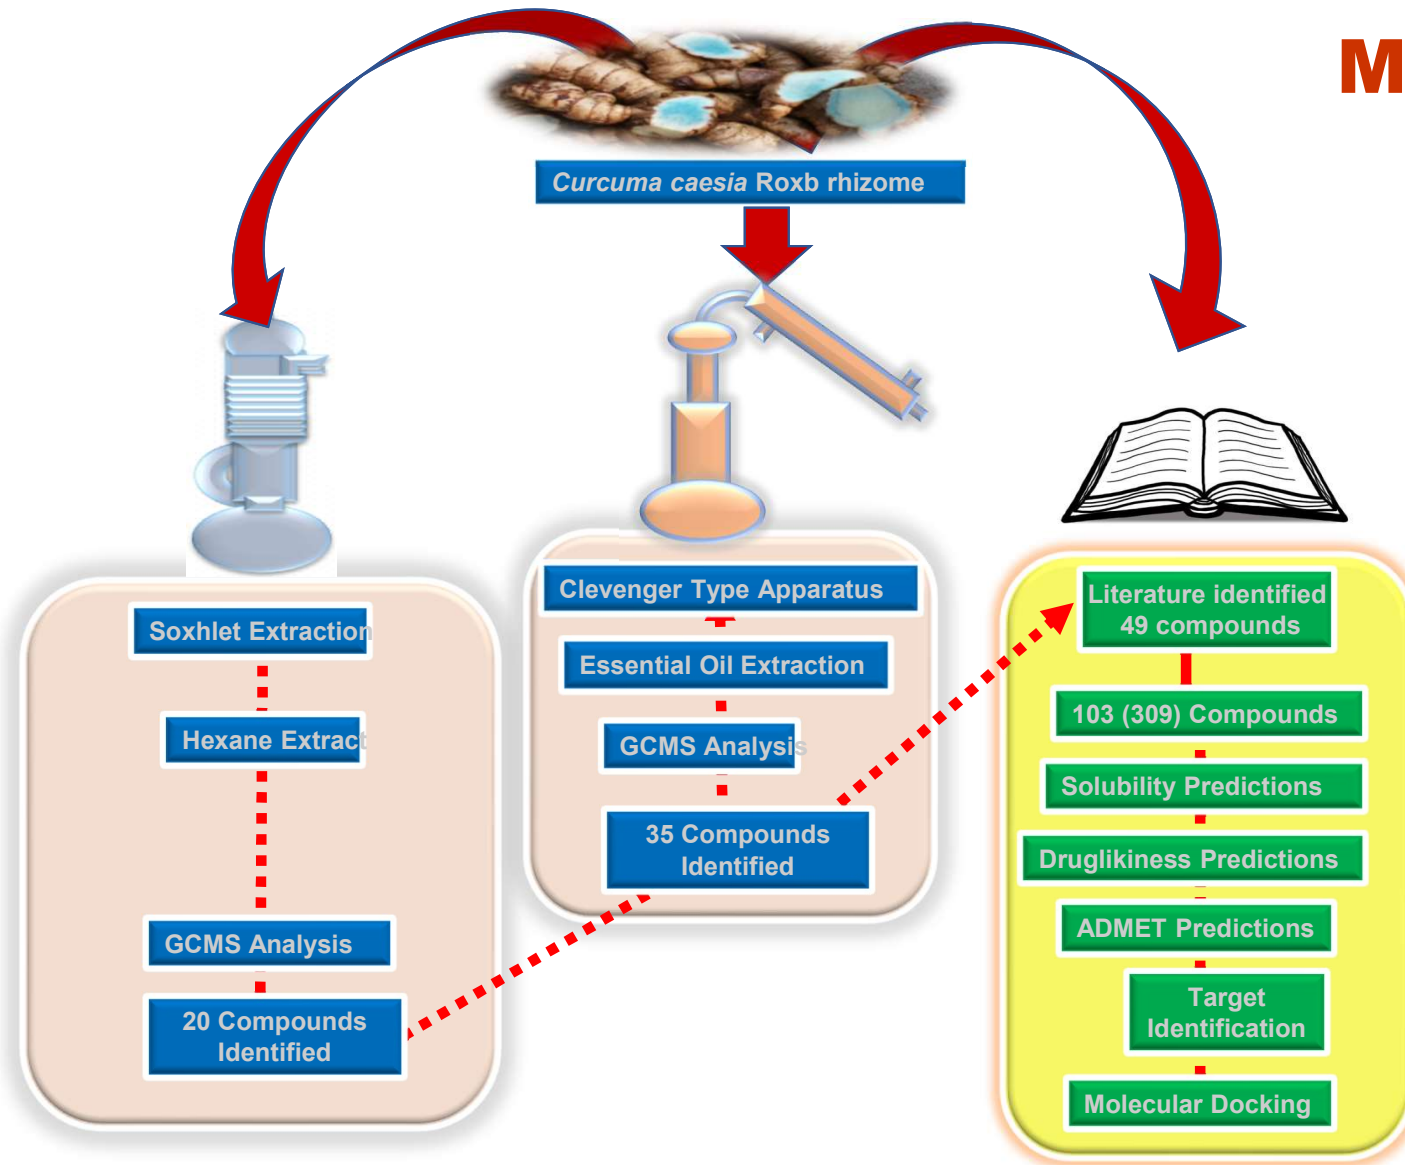 M
Curcuma caesia Roxb rhizome
Soxhlet Extraction
Hexane Extract
GCMS Analysis
20 Compounds
Identified
Clevenger Type Apparatus
Essential Oil Extraction
GCMS Analysis
35 Compounds
Identified
Literature identified
49 compounds
103 (309) Compounds
Solubility Predictions
Druglikiness Predictions
ADMET Predictions
Target
Identification
Molecular Docking